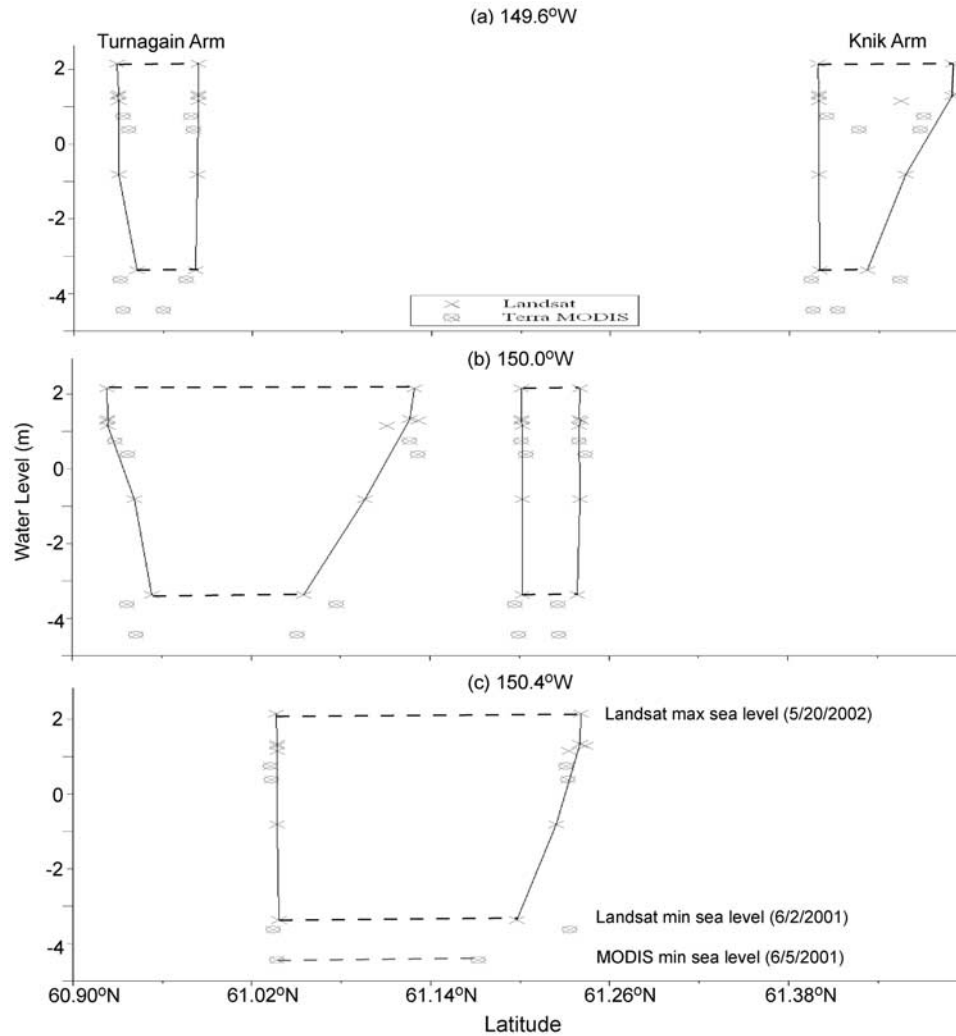 (a) 149.6°W
Turnagain Arm
Knik Arm
2
0
-2
-4
Landsat
Terra MODIS
(b) 150.0°W
2
0
-2
-4
Water Level (m)
(c) 150.4°W
2
0
-2
-4
Landsat max sea level (5/20/2002)
Landsat min sea level (6/2/2001)
MODIS min sea level (6/5/2001)
60.90°N 61.02°N 61.14°N 61.26°N 61.38°N
Latitude